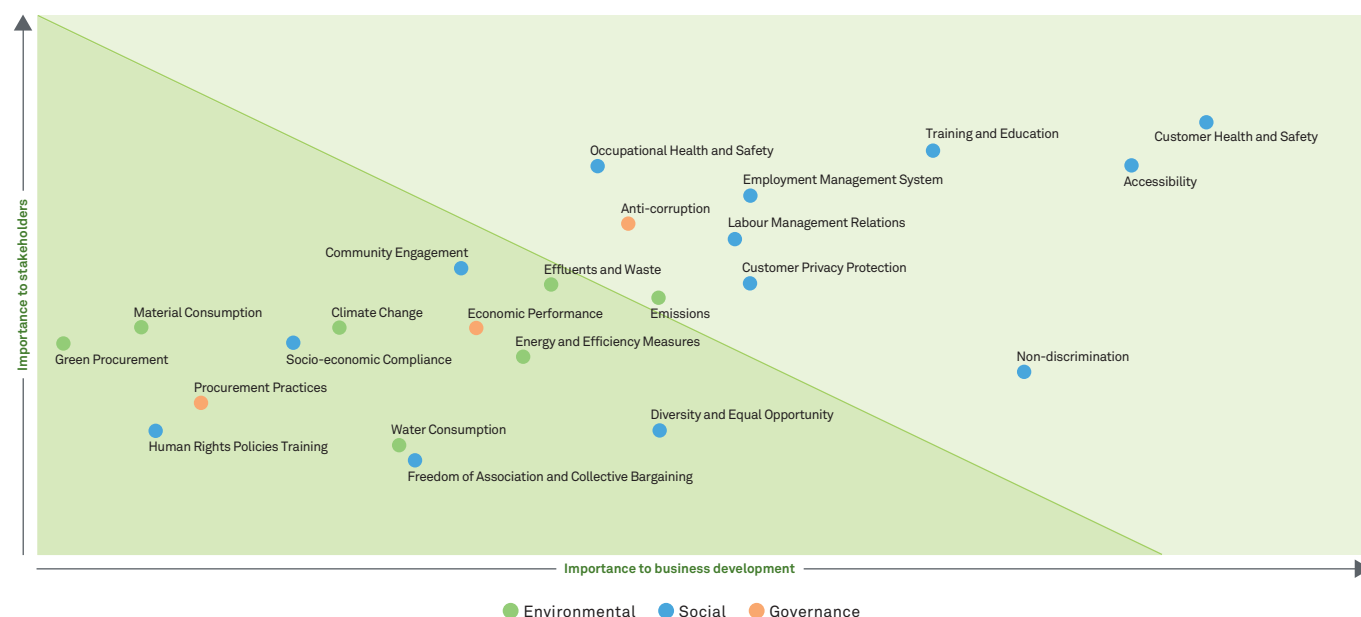 Importance to stakeholders
Customer Health and Safety
Training and Education
Occupational Health and Safety
Accessibility
Employment Management System
Anti-corruption
Labour Management Relations
Community Engagement
Effluents and Waste
Customer Privacy Protection
Material Consumption
Climate Change
Economic Performance
Emissions
Energy and Efficiency Measures
Green Procurement
Socio-economic Compliance
Non-discrimination
Procurement Practices
Diversity and Equal Opportunity
Water Consumption
Human Rights Policies Training
Freedom of Association and Collective Bargaining
Importance to business development
Environmental
Social
Governance